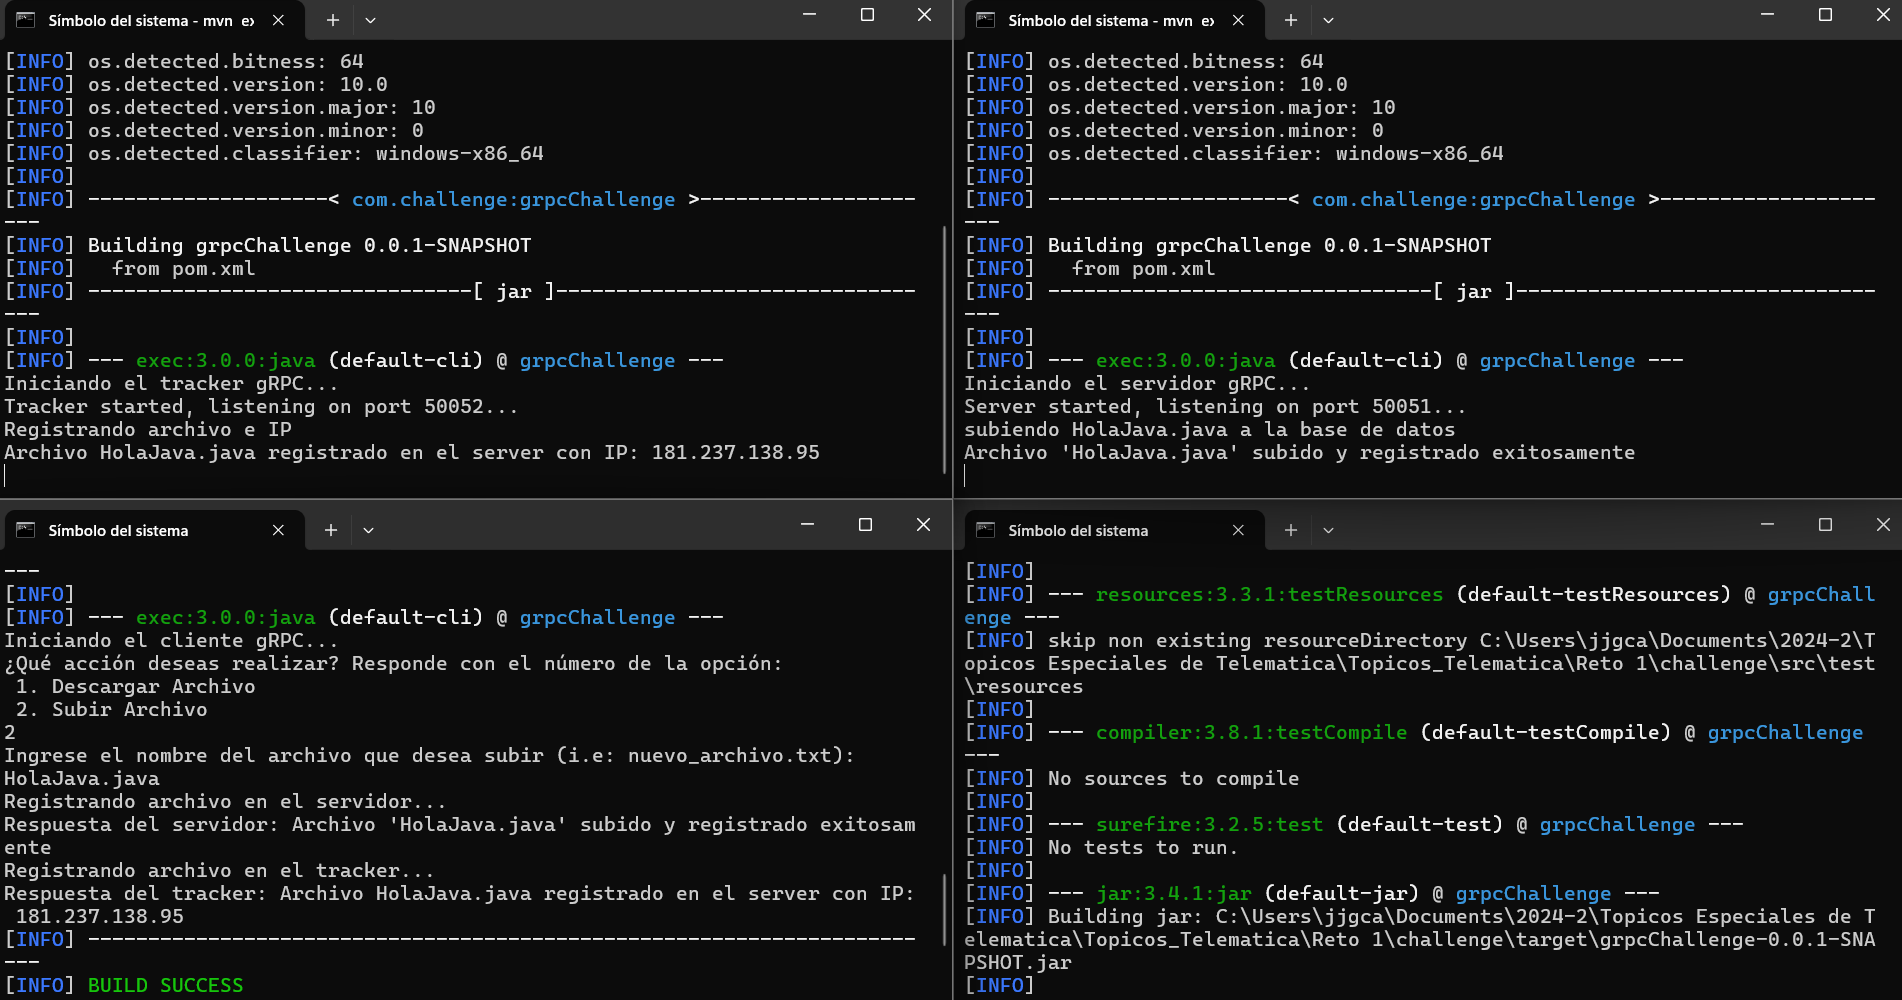 Símbolo del sistema - mvn ex
[INFO] os.detected.bitness: 64
[INFO] os.detected.version: 10.0
[INFO] os.detected.version.major: 10
[INFO] os.detected.version.minor: 0
[INFO] os.detected.classifier: windows-x86_64
[INFO]
[INFO] --------------------< com.challenge:grpcChallenge >------------------
---
[INFO] Building grpcChallenge 0.0.1-SNAPSHOT
[INFO]   from pom.xml
[INFO] --------------------------------[ jar ]------------------------------
---
[INFO]
[INFO] --- exec:3.0.0:java (default-cli) @ grpcChallenge ---
Iniciando el tracker gRPC...
Tracker started, listening on port 50052...
Registrando archivo e IP
Archivo HolaJava.java registrado en el server con IP: 181.237.138.95
Símbolo del sistema - mvn ex
[INFO] os.detected.bitness: 64
[INFO] os.detected.version: 10.0
[INFO] os.detected.version.major: 10
[INFO] os.detected.version.minor: 0
[INFO] os.detected.classifier: windows-x86_64
[INFO]
[INFO] --------------------< com.challenge:grpcChallenge >------------------
---
[INFO] Building grpcChallenge 0.0.1-SNAPSHOT
[INFO]   from pom.xml
[INFO] --------------------------------[ jar ]------------------------------
---
[INFO]
[INFO] --- exec:3.0.0:java (default-cli) @ grpcChallenge ---
Iniciando el servidor gRPC...
Server started, listening on port 50051...
subiendo HolaJava.java a la base de datos
Archivo 'HolaJava.java' subido y registrado exitosamente
Símbolo del sistema
---
[INFO]
[INFO] --- exec:3.0.0:java (default-cli) @ grpcChallenge ---
Iniciando el cliente gRPC...
¿Qué acción deseas realizar? Responde con el número de la opción:
 1. Descargar Archivo
 2. Subir Archivo
2
Ingrese el nombre del archivo que desea subir (i.e: nuevo_archivo.txt):
HolaJava.java
Registrando archivo en el servidor...
Respuesta del servidor: Archivo 'HolaJava.java' subido y registrado exitosam
ente
Registrando archivo en el tracker...
Respuesta del tracker: Archivo HolaJava.java registrado en el server con IP:
 181.237.138.95
[INFO] ---------------------------------------------------------------------
---
[INFO] BUILD SUCCESS
Símbolo del sistema
[INFO]
[INFO] --- resources:3.3.1:testResources (default-testResources) @ grpcChall
enge ---
[INFO] skip non existing resourceDirectory C:\Users\jjgca\Documents\2024-2\T
opicos Especiales de Telematica\Topicos_Telematica\Reto 1\challenge\src\test
\resources
[INFO]
[INFO] --- compiler:3.8.1:testCompile (default-testCompile) @ grpcChallenge
---
[INFO] No sources to compile
[INFO]
[INFO] --- surefire:3.2.5:test (default-test) @ grpcChallenge ---
[INFO] No tests to run.
[INFO]
[INFO] --- jar:3.4.1:jar (default-jar) @ grpcChallenge ---
[INFO] Building jar: C:\Users\jjgca\Documents\2024-2\Topicos Especiales de T
elematica\Topicos_Telematica\Reto 1\challenge\target\grpcChallenge-0.0.1-SNA
PSHOT.jar
[INFO]